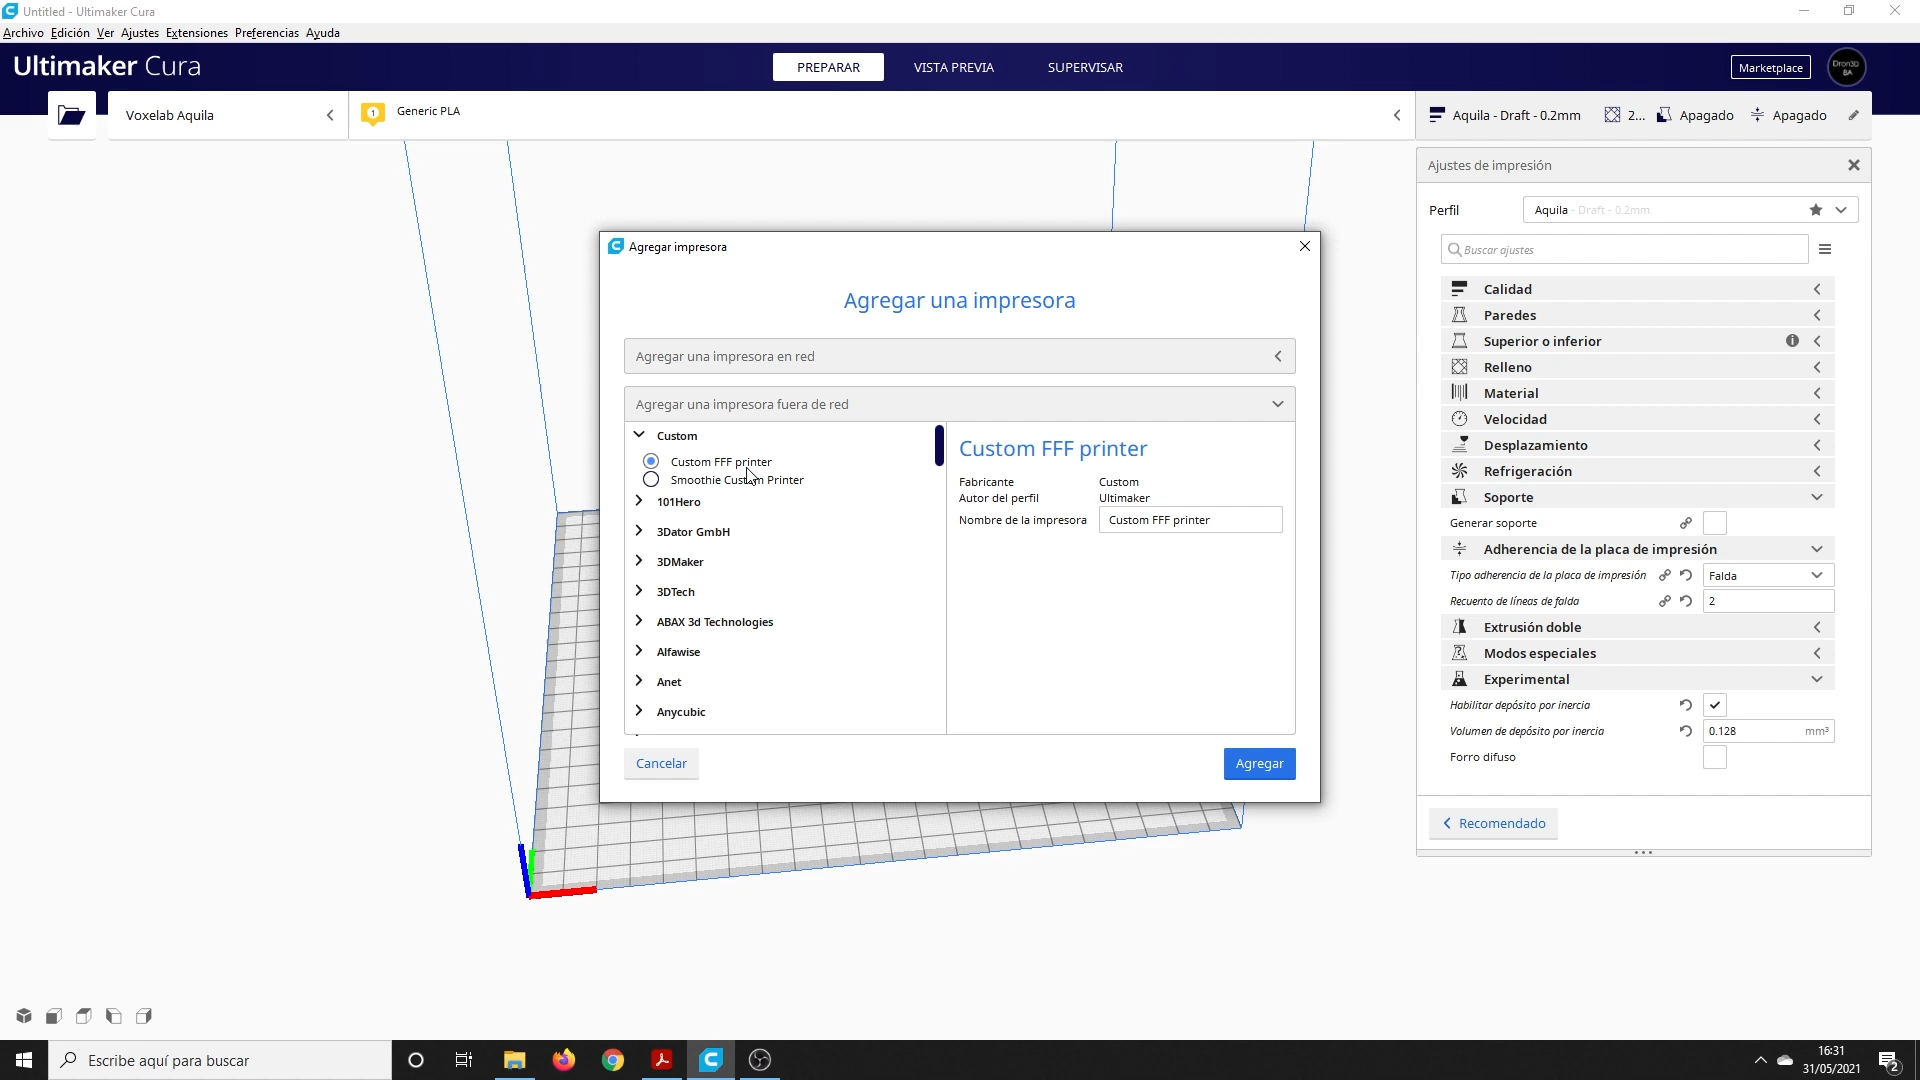 Untitled - Ultimaker Cura
Archivo Edición Ver Ajustes Extensiones Preferencias Ayuda
Ultimaker Cura
PREPARAR
VISTA PREVIA
SUPERVISAR
Marketplace
Dron3D
BA
Voxelab Aquila
1
Generic PLA
Aquila - Draft - 0.2mm
2...
Apagado
Apagado
Ajustes de impresión
Perfil
Aquila - Draft - 0.2mm
Buscar ajustes
Calidad
Paredes
Superior o inferior
Relleno
Material
Velocidad
Desplazamiento
Refrigeración
Soporte
Generar soporte
Adherencia de la placa de impresión
Tipo adherencia de la placa de impresión
Falda
Recuento de líneas de falda
2
Extrusión doble
Modos especiales
Experimental
Habilitar depósito por inercia
Volumen de depósito por inercia
0.128 mm³
Forro difuso
Recomendado
Agregar impresora
Agregar una impresora
Agregar una impresora en red
Agregar una impresora fuera de red
Custom
Custom FFF printer
Smoothie Custom Printer
101Hero
3Dator GmbH
3DMaker
3DTech
ABAX 3d Technologies
Alfawise
Anet
Anycubic
Custom FFF printer
Fabricante Custom
Autor del perfil Ultimaker
Nombre de la impresora Custom FFF printer
Cancelar
Agregar
Escribe aquí para buscar
16:31
31/05/2021
2